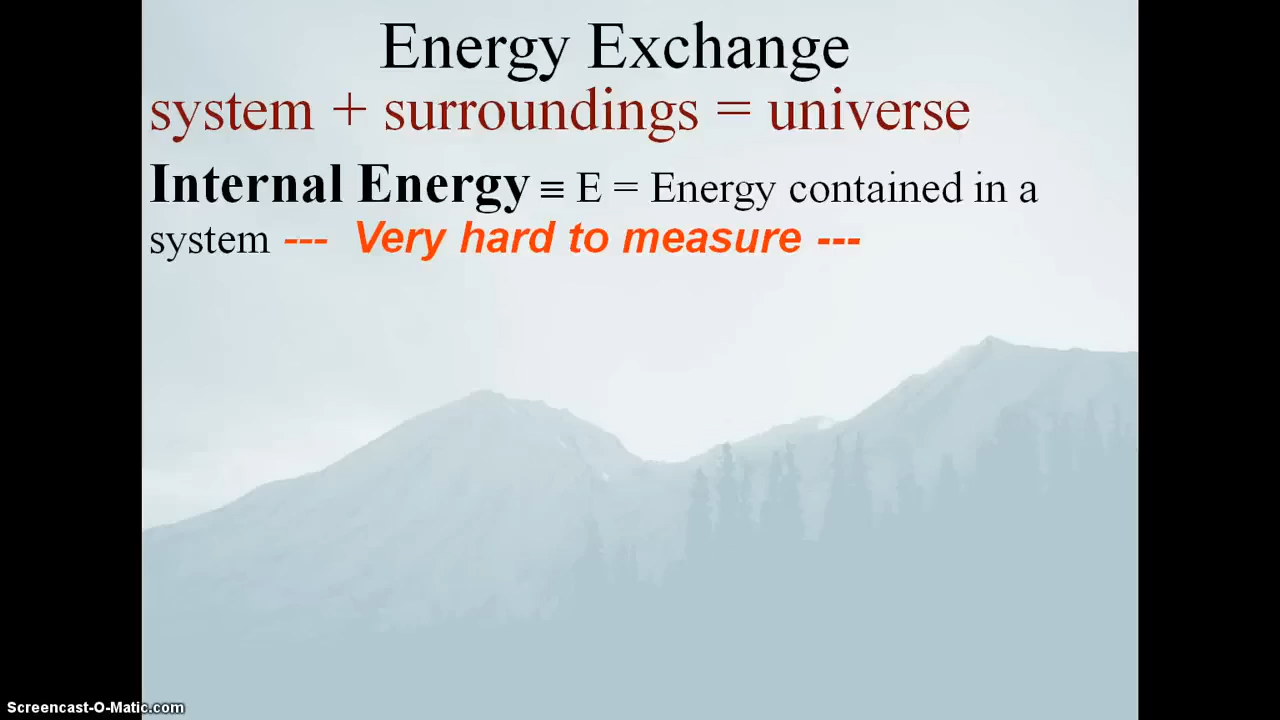 Energy Exchange
system + surroundings = universe
Internal Energy ≡ E = Energy contained in a
system --- Very hard to measure ---
Screencast-O-Matic.com